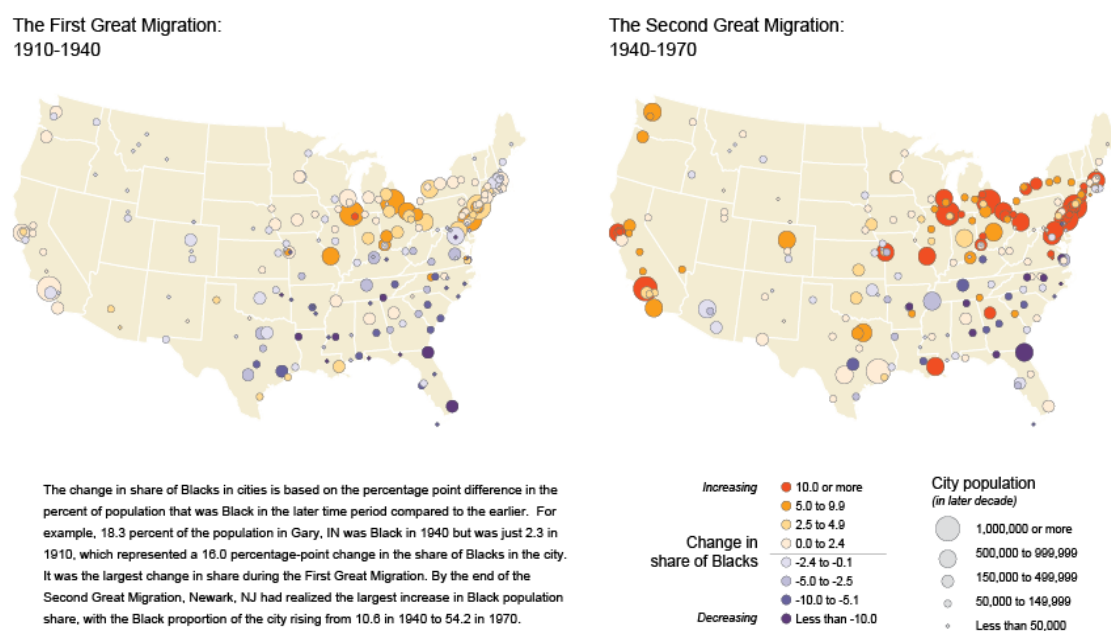 The First Great Migration:
1910-1940
The Second Great Migration:
1940-1970
The change in share of Blacks in cities is based on the percentage point difference in the
percent of population that was Black in the later time period compared to the earlier. For
example, 18.3 percent of the population in Gary, IN was Black in 1940 but was just 2.3 in
1910, which represented a 16.0 percentage-point change in the share of Blacks in the city.
It was the largest change in share during the First Great Migration. By the end of the
Second Great Migration, Newark, NJ had realized the largest increase in Black population
share, with the Black proportion of the city rising from 10.6 in 1940 to 54.2 in 1970.
Change in
share of Blacks
Increasing
10.0 or more
5.0 to 9.9
2.5 to 4.9
0.0 to 2.4
-2.4 to -0.1
-5.0 to -2.5
-10.0 to -5.1
Decreasing
Less than -10.0
City population
(in later decade)
1,000,000 or more
500,000 to 999,999
150,000 to 499,999
50,000 to 149,999
Less than 50,000